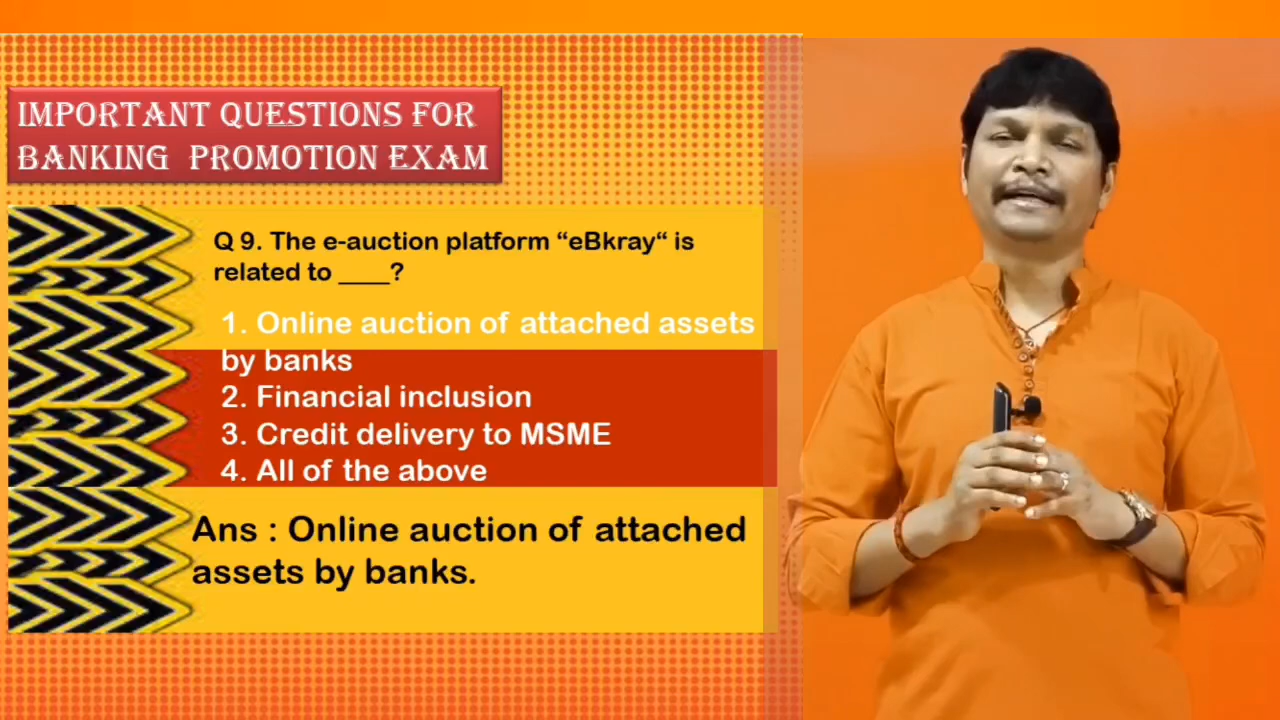 IMPORTANT QUESTIONS FOR
BANKING PROMOTION EXAM
Q 9. The e-auction platform “eBkray“ is
related to ____?
1. Online auction of attached assets
by banks
2. Financial inclusion
3. Credit delivery to MSME
4. All of the above
Ans : Online auction of attached
assets by banks.